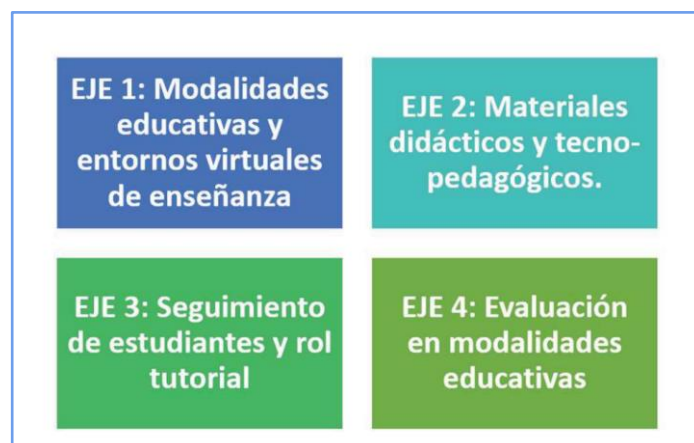 EJE 1: Modalidades
educativas y
entornos virtuales
de enseñanza
EJE 2: Materiales
didácticos y tecno-
pedagógicos.
EJE 3: Seguimiento
de estudiantes y rol
tutorial
EJE 4: Evaluación
en modalidades
educativas